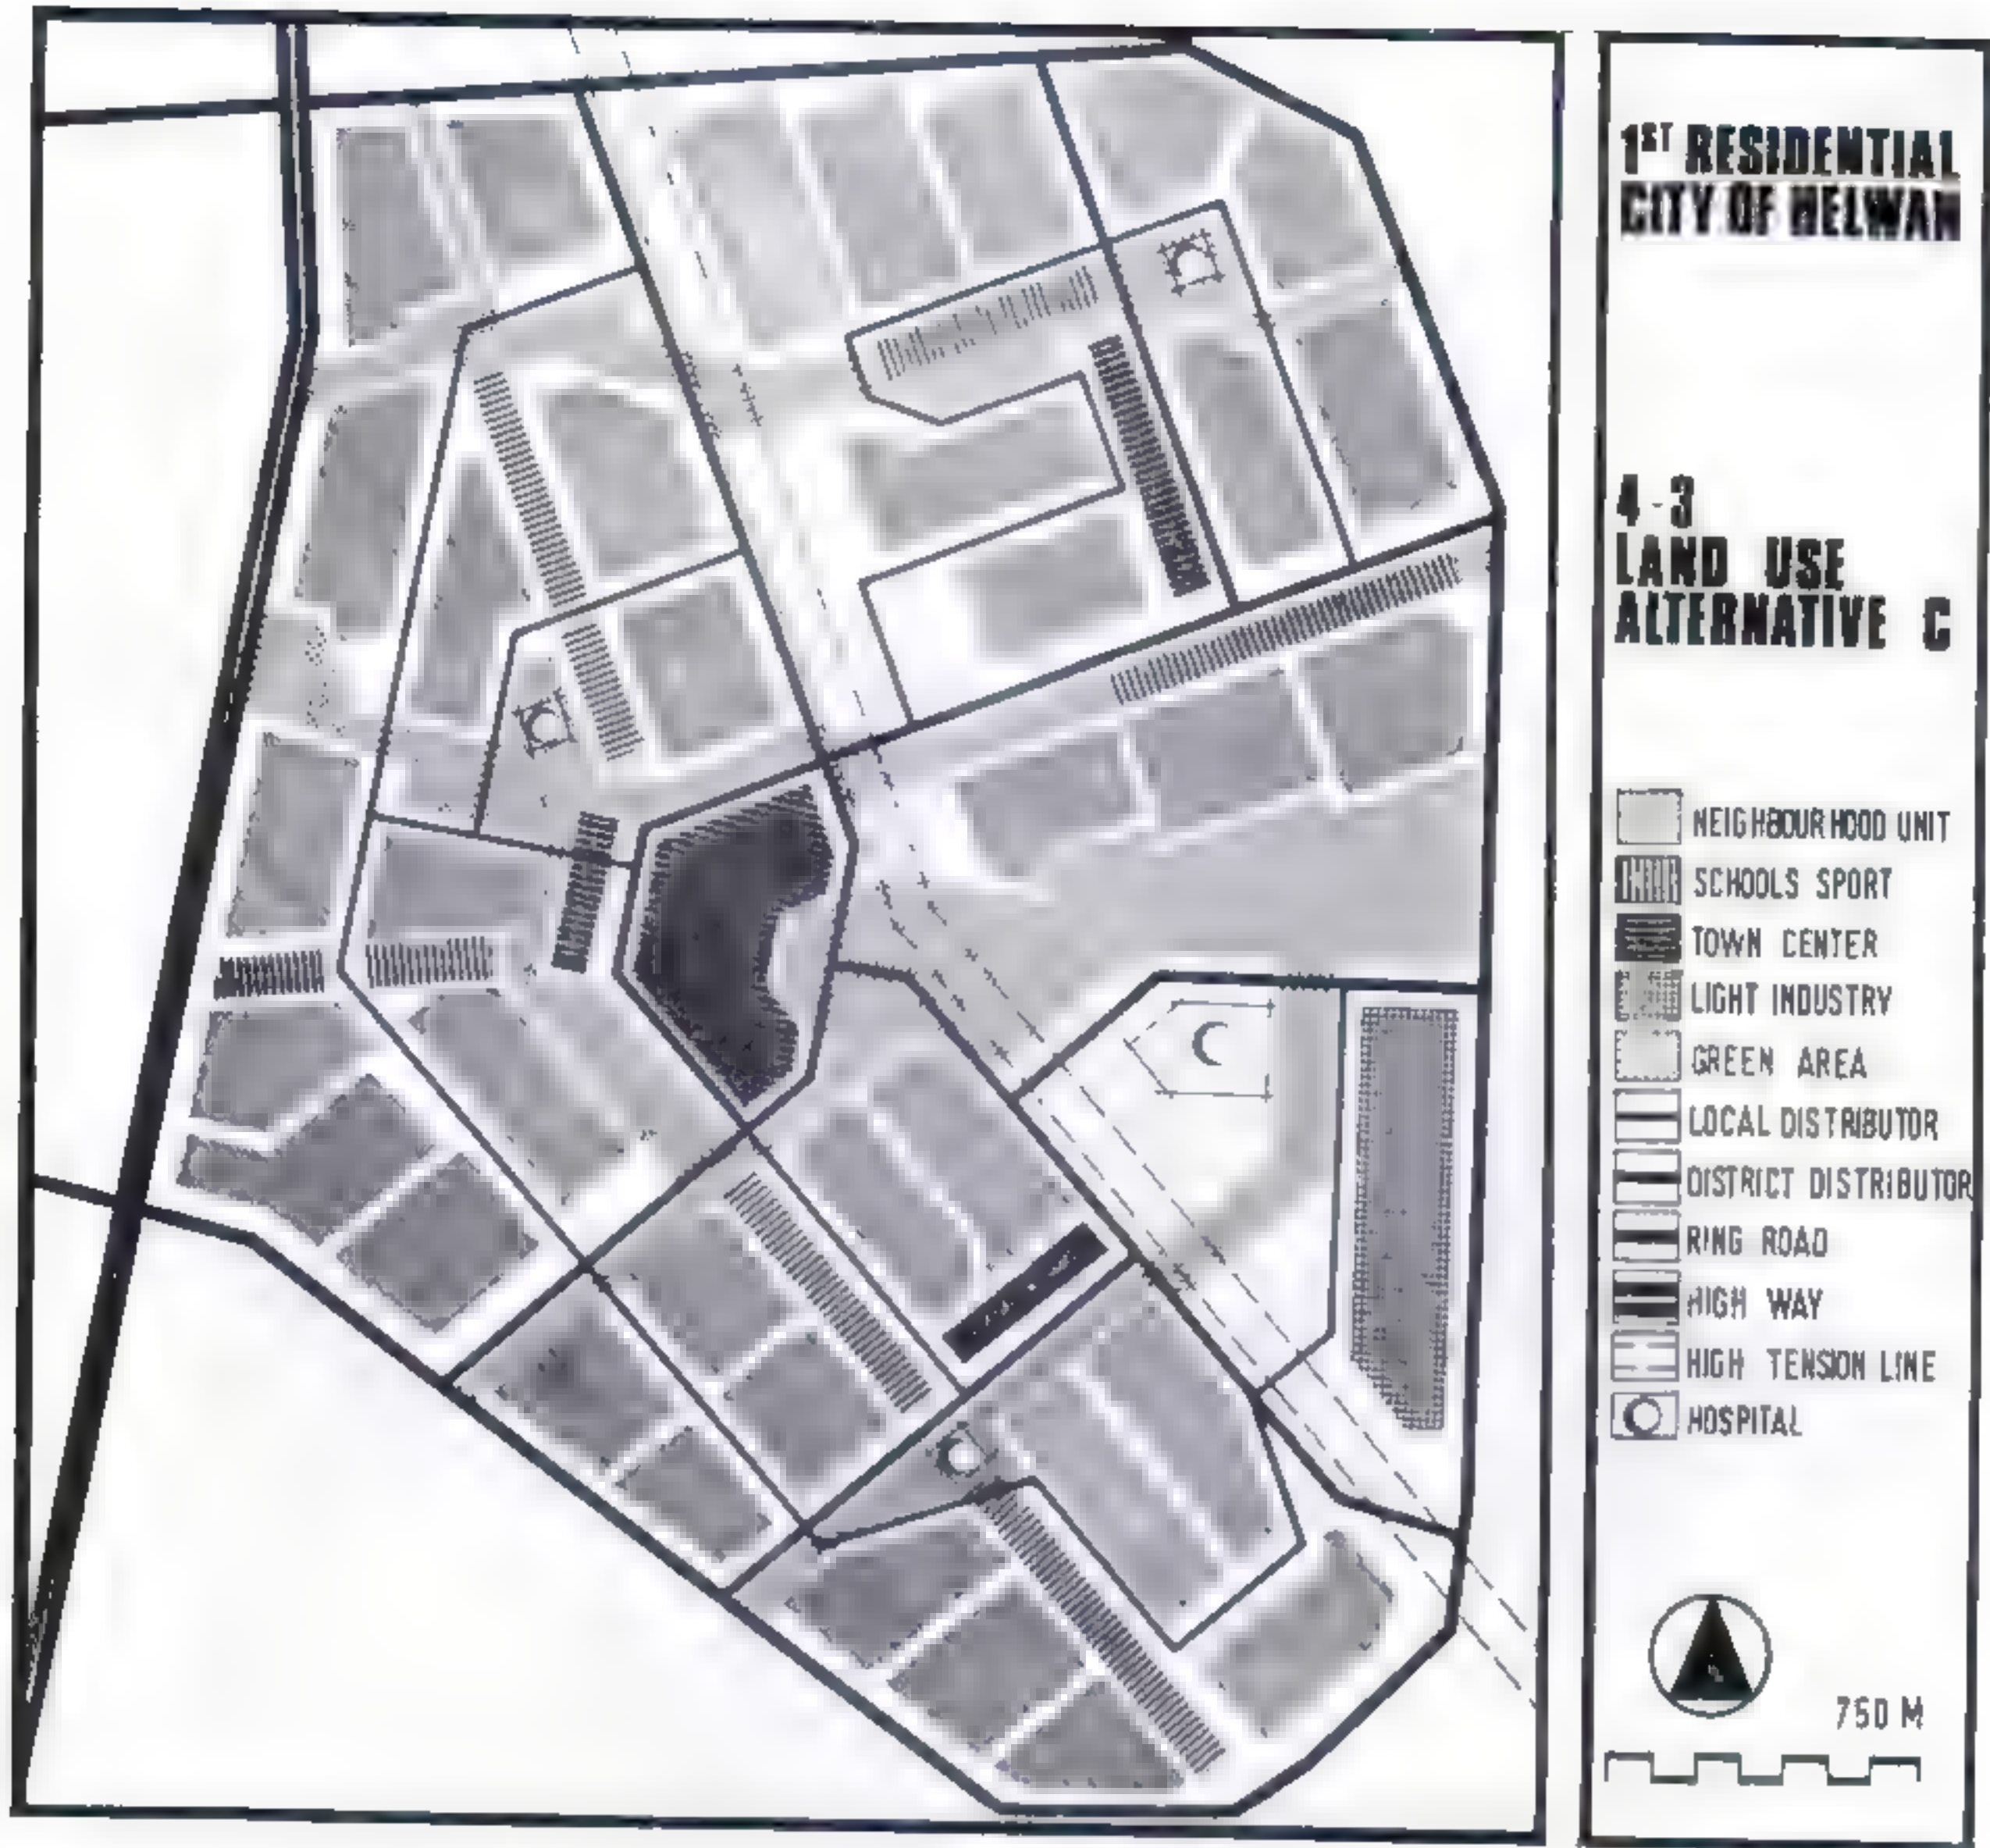 1ST RESIDENTIAL
CITY OF HELWAN
4-3
LAND USE
ALTERNATIVE C
NEIGHBOURHOOD UNIT
SCHOOLS SPORT
TOWN CENTER
LIGHT INDUSTRY
GREEN AREA
LOCAL DISTRIBUTOR
DISTRICT DISTRIBUTOR
RING ROAD
HIGH WAY
HIGH TENSION LINE
HOSPITAL
750 M